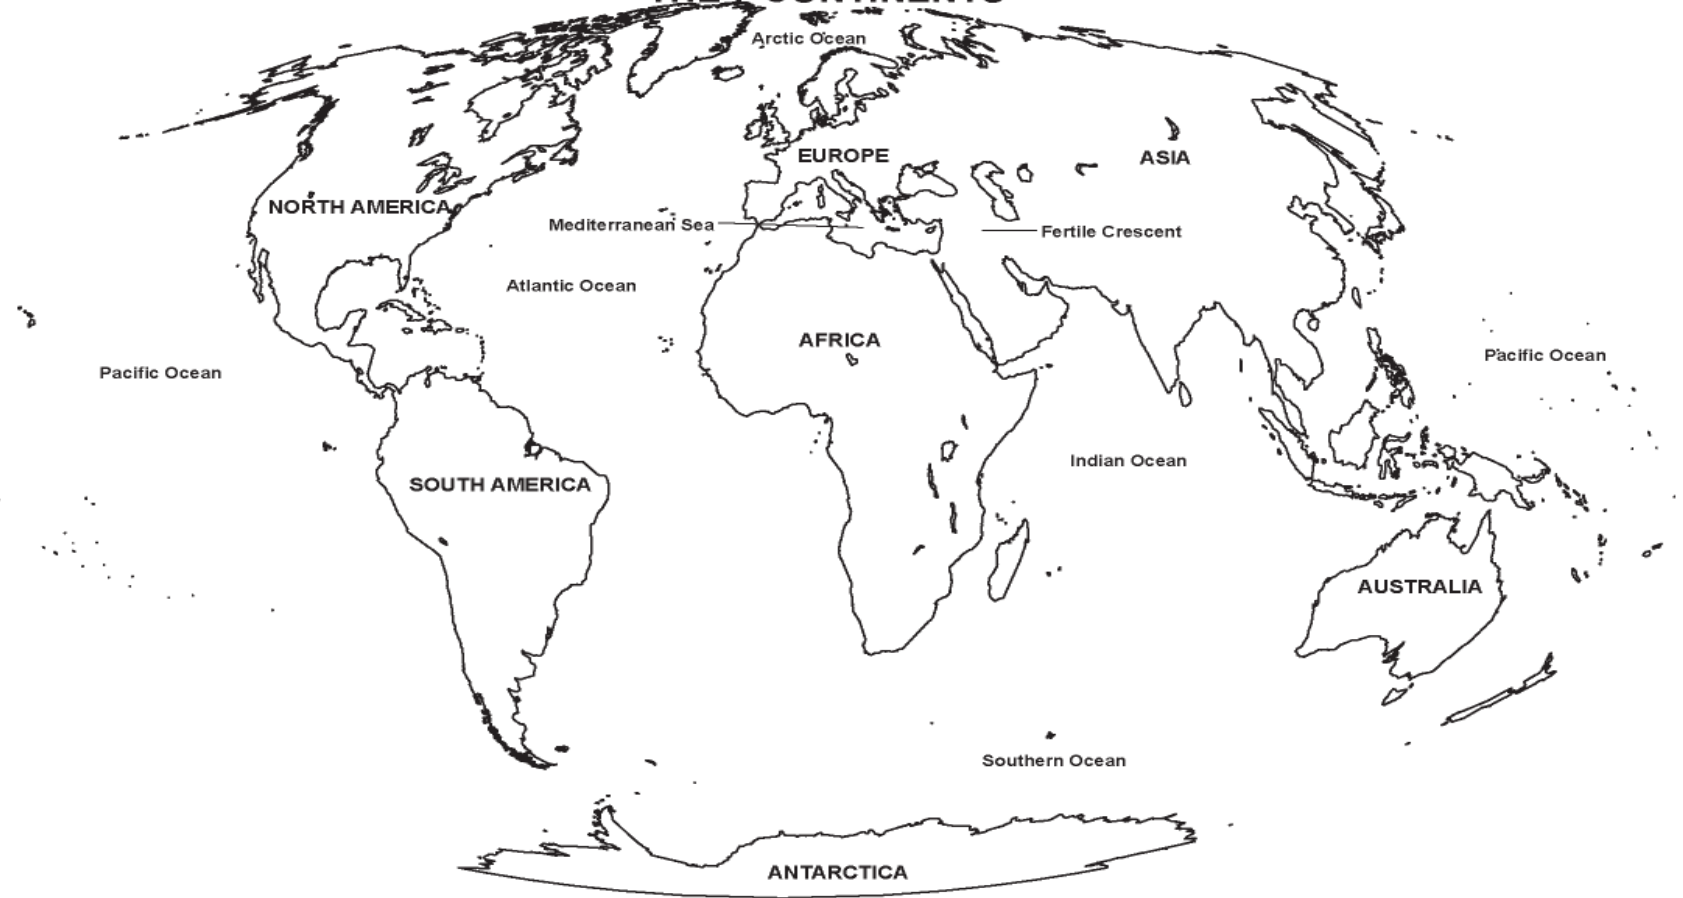 Arctic Ocean
EUROPE
ASIA
NORTH AMERICA
Mediterranean Sea
Fertile Crescent
Atlantic Ocean
AFRICA
Pacific Ocean
Pacific Ocean
Indian Ocean
SOUTH AMERICA
AUSTRALIA
Southern Ocean
ANTARCTICA